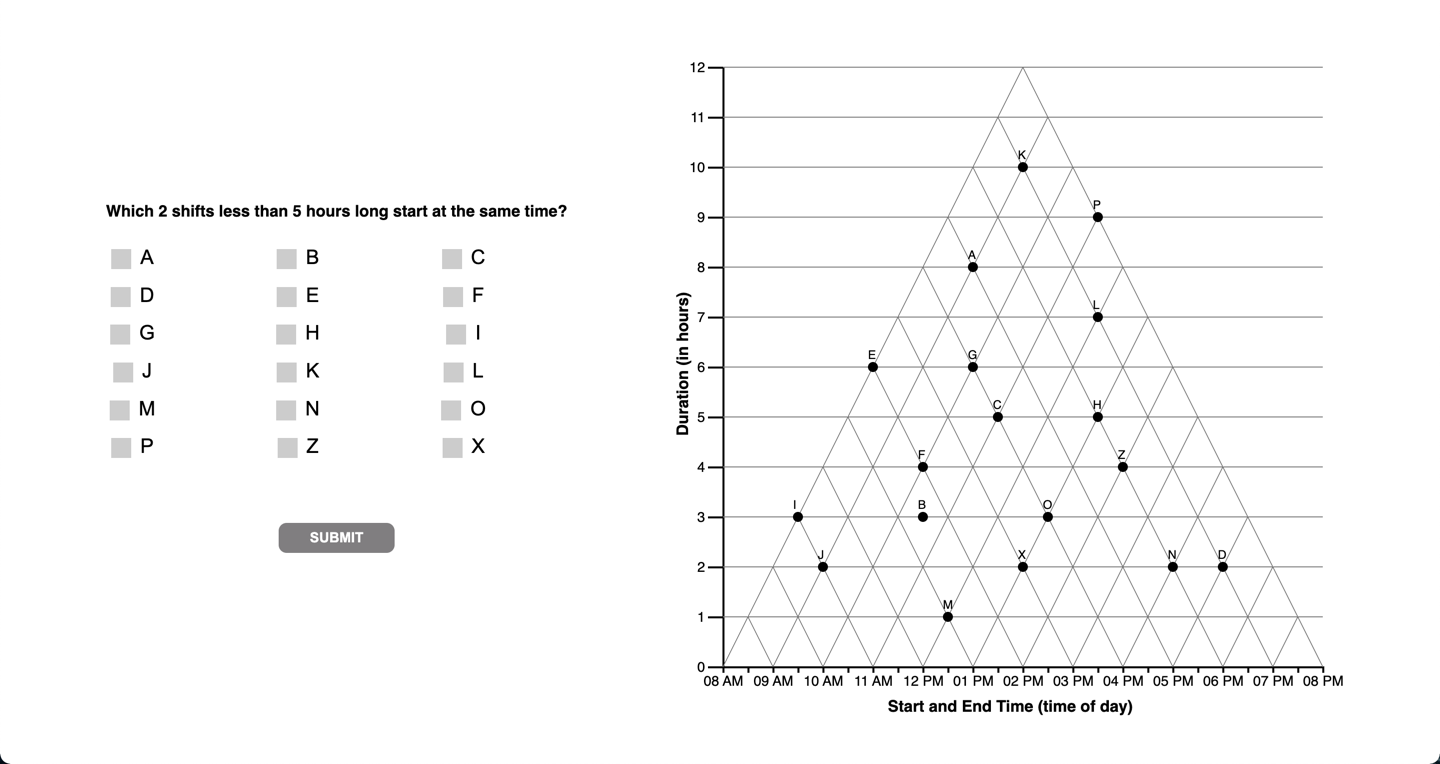 Which 2 shifts less than 5 hours long start at the same time?
A B C
D E F
G H I
J K L
M N O
P Z X
SUBMIT
Duration (in hours)
12
11
10
9
8
7
6
5
4
3
2
1
0
K
P
A
L
E G
C H
F Z
I B O
J X N D
M
08 AM 09 AM 10 AM 11 AM 12 PM 01 PM 02 PM 03 PM 04 PM 05 PM 06 PM 07 PM 08 PM
Start and End Time (time of day)